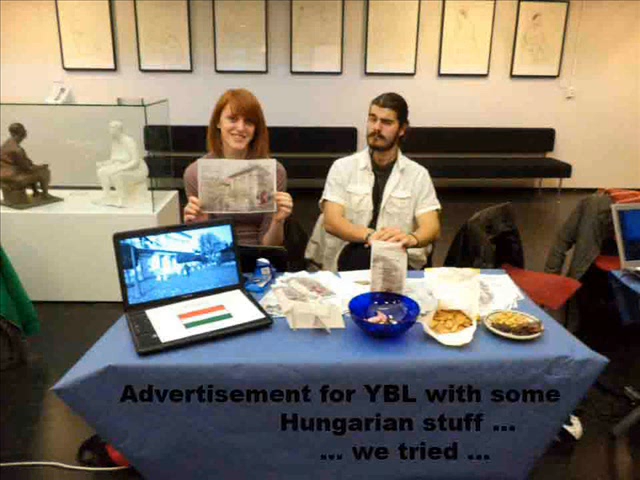 Advertisement for YBL with some
Hungarian stuff ...
... we tried ...